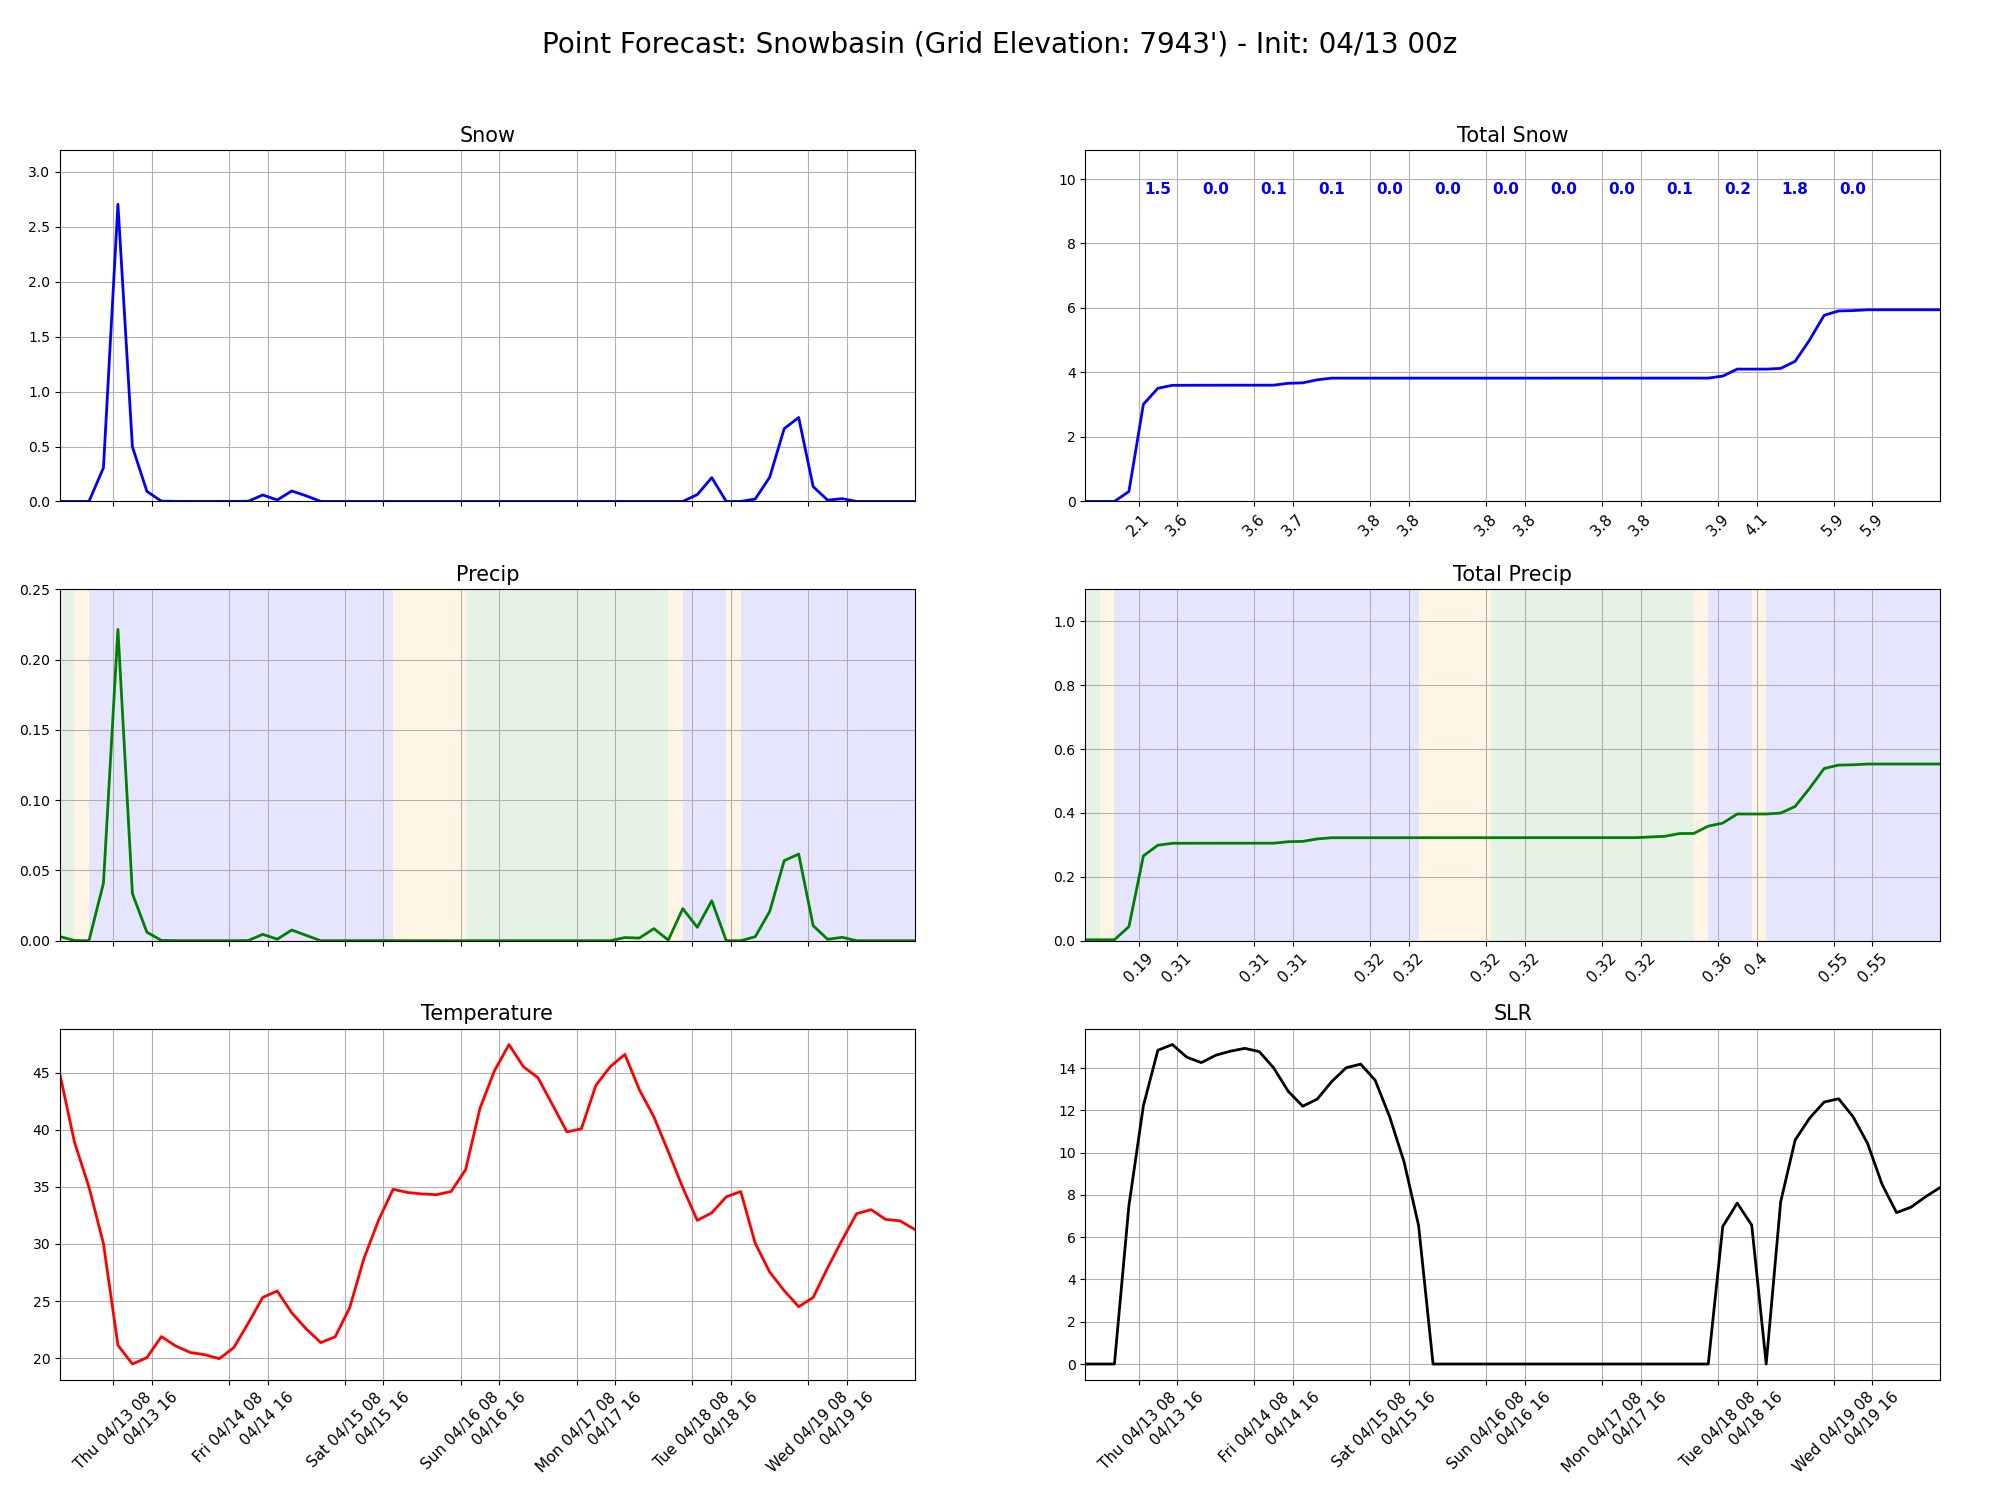 Point Forecast: Snowbasin (Grid Elevation: 7943') - Init: 04/13 00z
Snow
3.0
2.5
2.0
1.5
1.0
0.5
0.0
Total Snow
10
8
6
4
2
0
1.5 0.0 0.1 0.1 0.0 0.0 0.0 0.0 0.0 0.1 0.2 1.8 0.0
2.1 3.6 3.6 3.7 3.8 3.8 3.8 3.8 3.8 3.8 3.9 4.1 5.9 5.9
Precip
0.25
0.20
0.15
0.10
0.05
0.00
Total Precip
1.0
0.8
0.6
0.4
0.2
0.0
0.19 0.31 0.31 0.31 0.32 0.32 0.32 0.32 0.32 0.32 0.36 0.4 0.55 0.55
Temperature
45
40
35
30
25
20
Thu 04/13 08
04/13 16
Fri 04/14 08
04/14 16
Sat 04/15 08
04/15 16
Sun 04/16 08
04/16 16
Mon 04/17 08
04/17 16
Tue 04/18 08
04/18 16
Wed 04/19 08
04/19 16
SLR
14
12
10
8
6
4
2
0
Thu 04/13 08
04/13 16
Fri 04/14 08
04/14 16
Sat 04/15 08
04/15 16
Sun 04/16 08
04/16 16
Mon 04/17 08
04/17 16
Tue 04/18 08
04/18 16
Wed 04/19 08
04/19 16